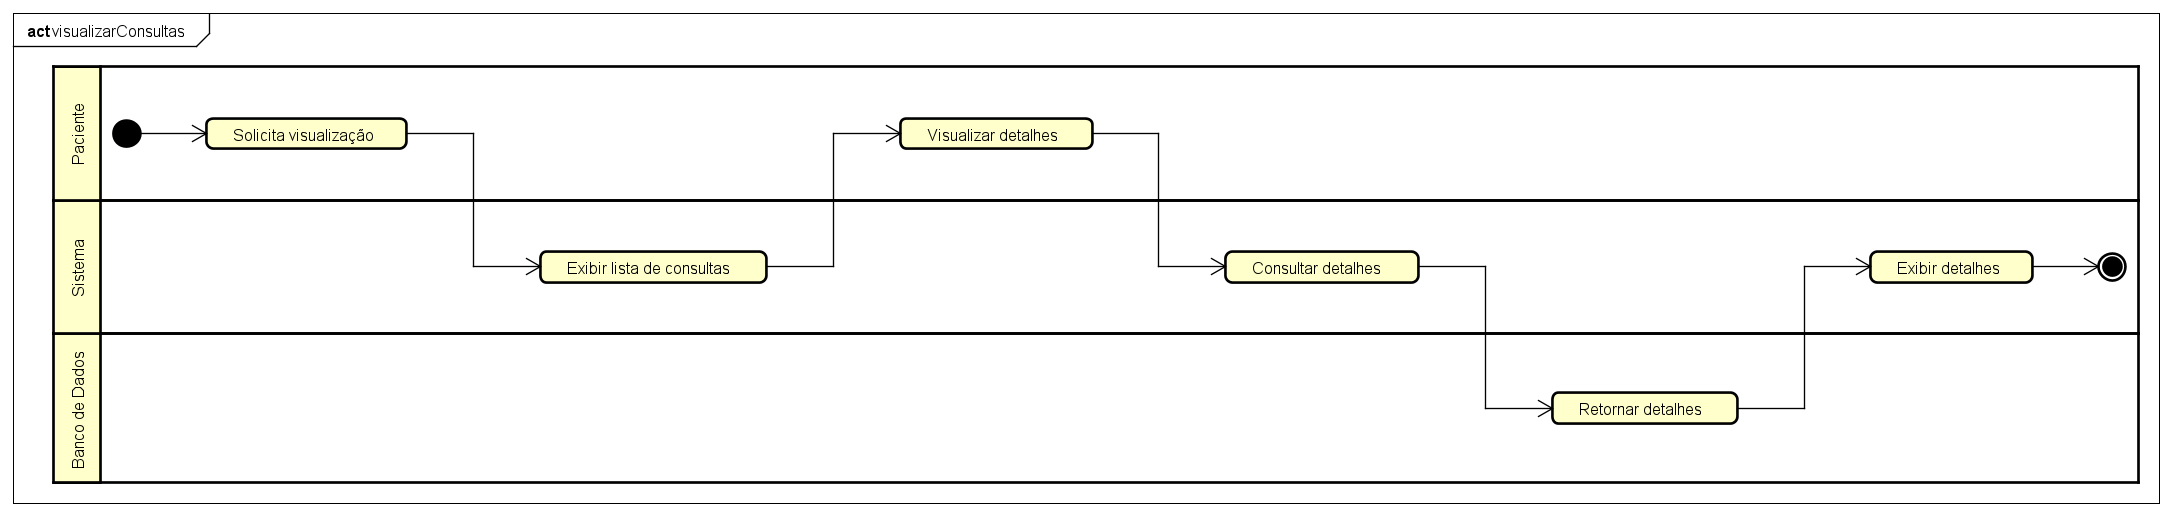 act visualizarConsultas
Paciente
Solicita visualização
Visualizar detalhes
Sistema
Exibir lista de consultas
Consultar detalhes
Exibir detalhes
Banco de Dados
Retornar detalhes